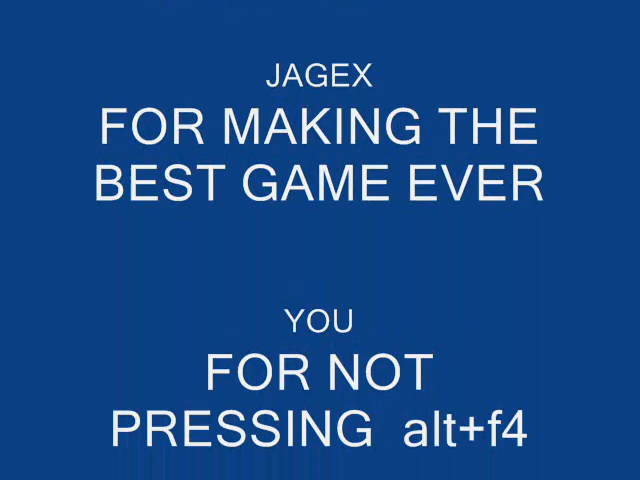 JAGEX
FOR MAKING THE
BEST GAME EVER
YOU
FOR NOT
PRESSING  alt+f4